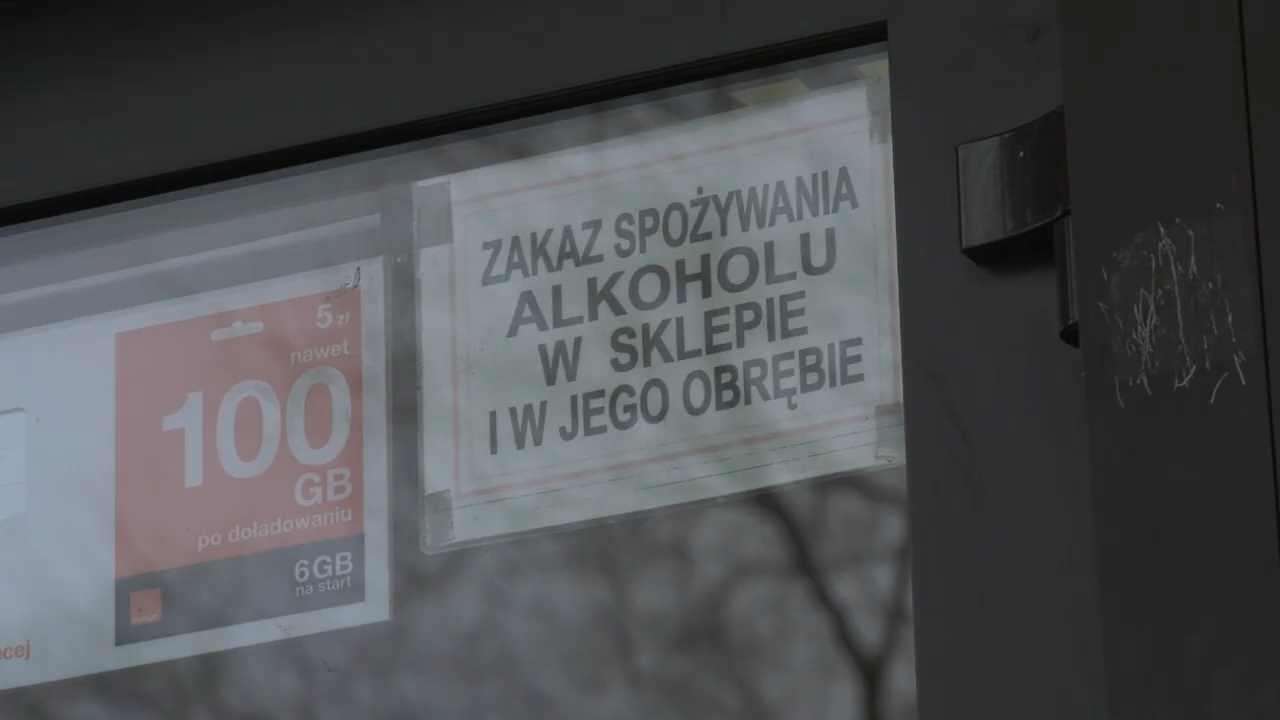 5 zł
nawet
100
GB
po doładowaniu
6GB
na start
ZAKAZ SPOŻYWANIA
ALKOHOLU
W SKLEPIE
I W JEGO OBRĘBIE